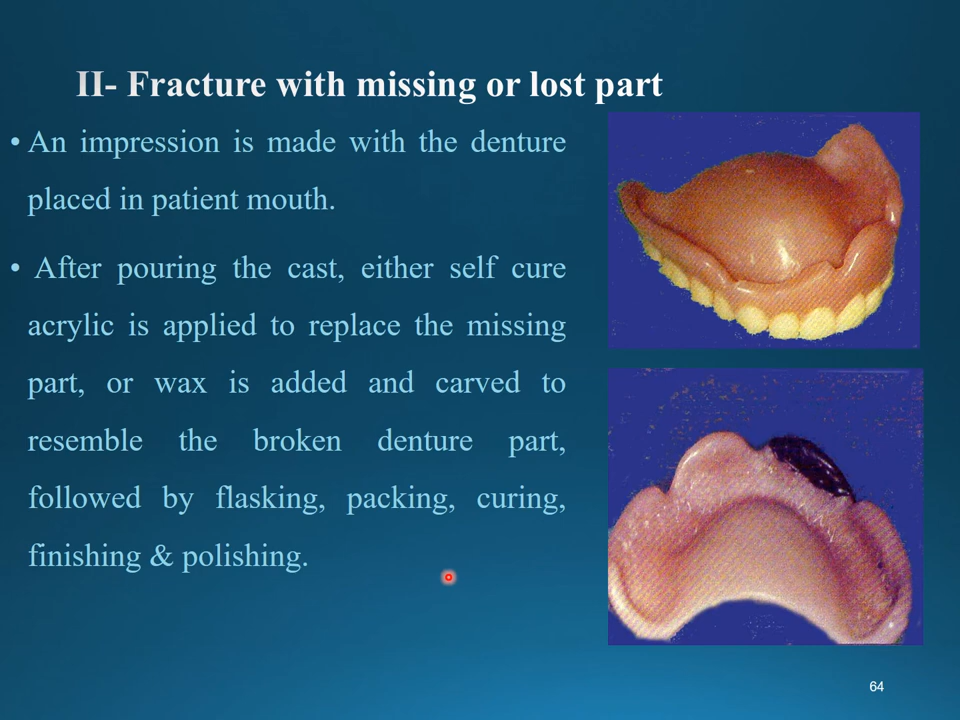 II- Fracture with missing or lost part
• An impression is made with the denture
placed in patient mouth.
• After pouring the cast, either self cure
acrylic is applied to replace the missing
part, or wax is added and carved to
resemble the broken denture part,
followed by flasking, packing, curing,
finishing & polishing.
64